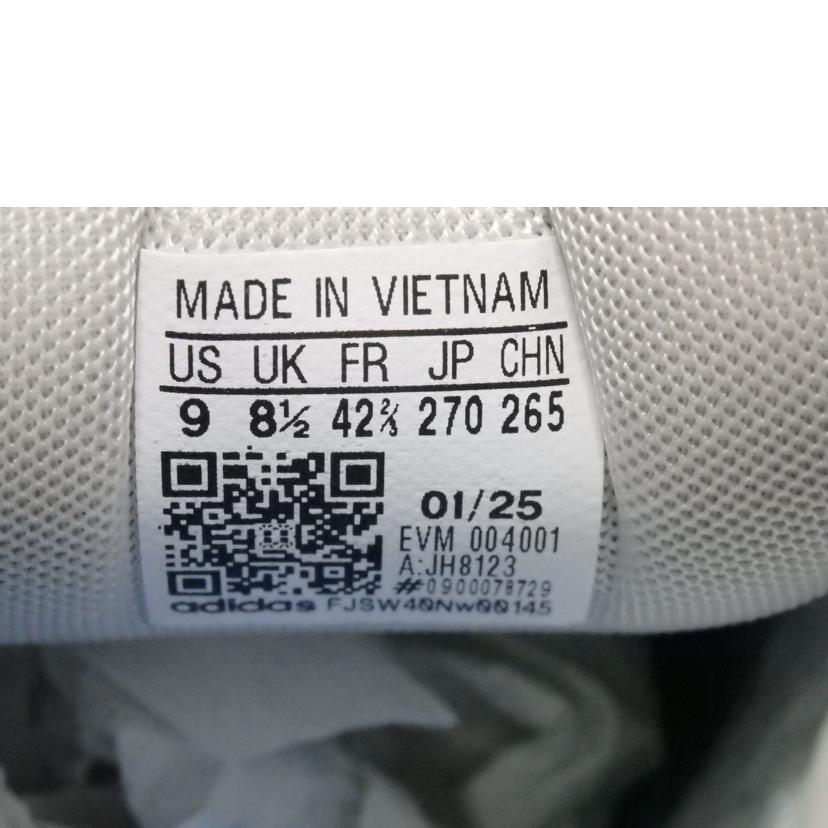 MADE IN VIETNAM
US UK FR JP CHN
9 8½ 42⅔ 270 265
01/25
EVM 004001
A:JH8123
#0900078729
adidas FJSW40Nw00145